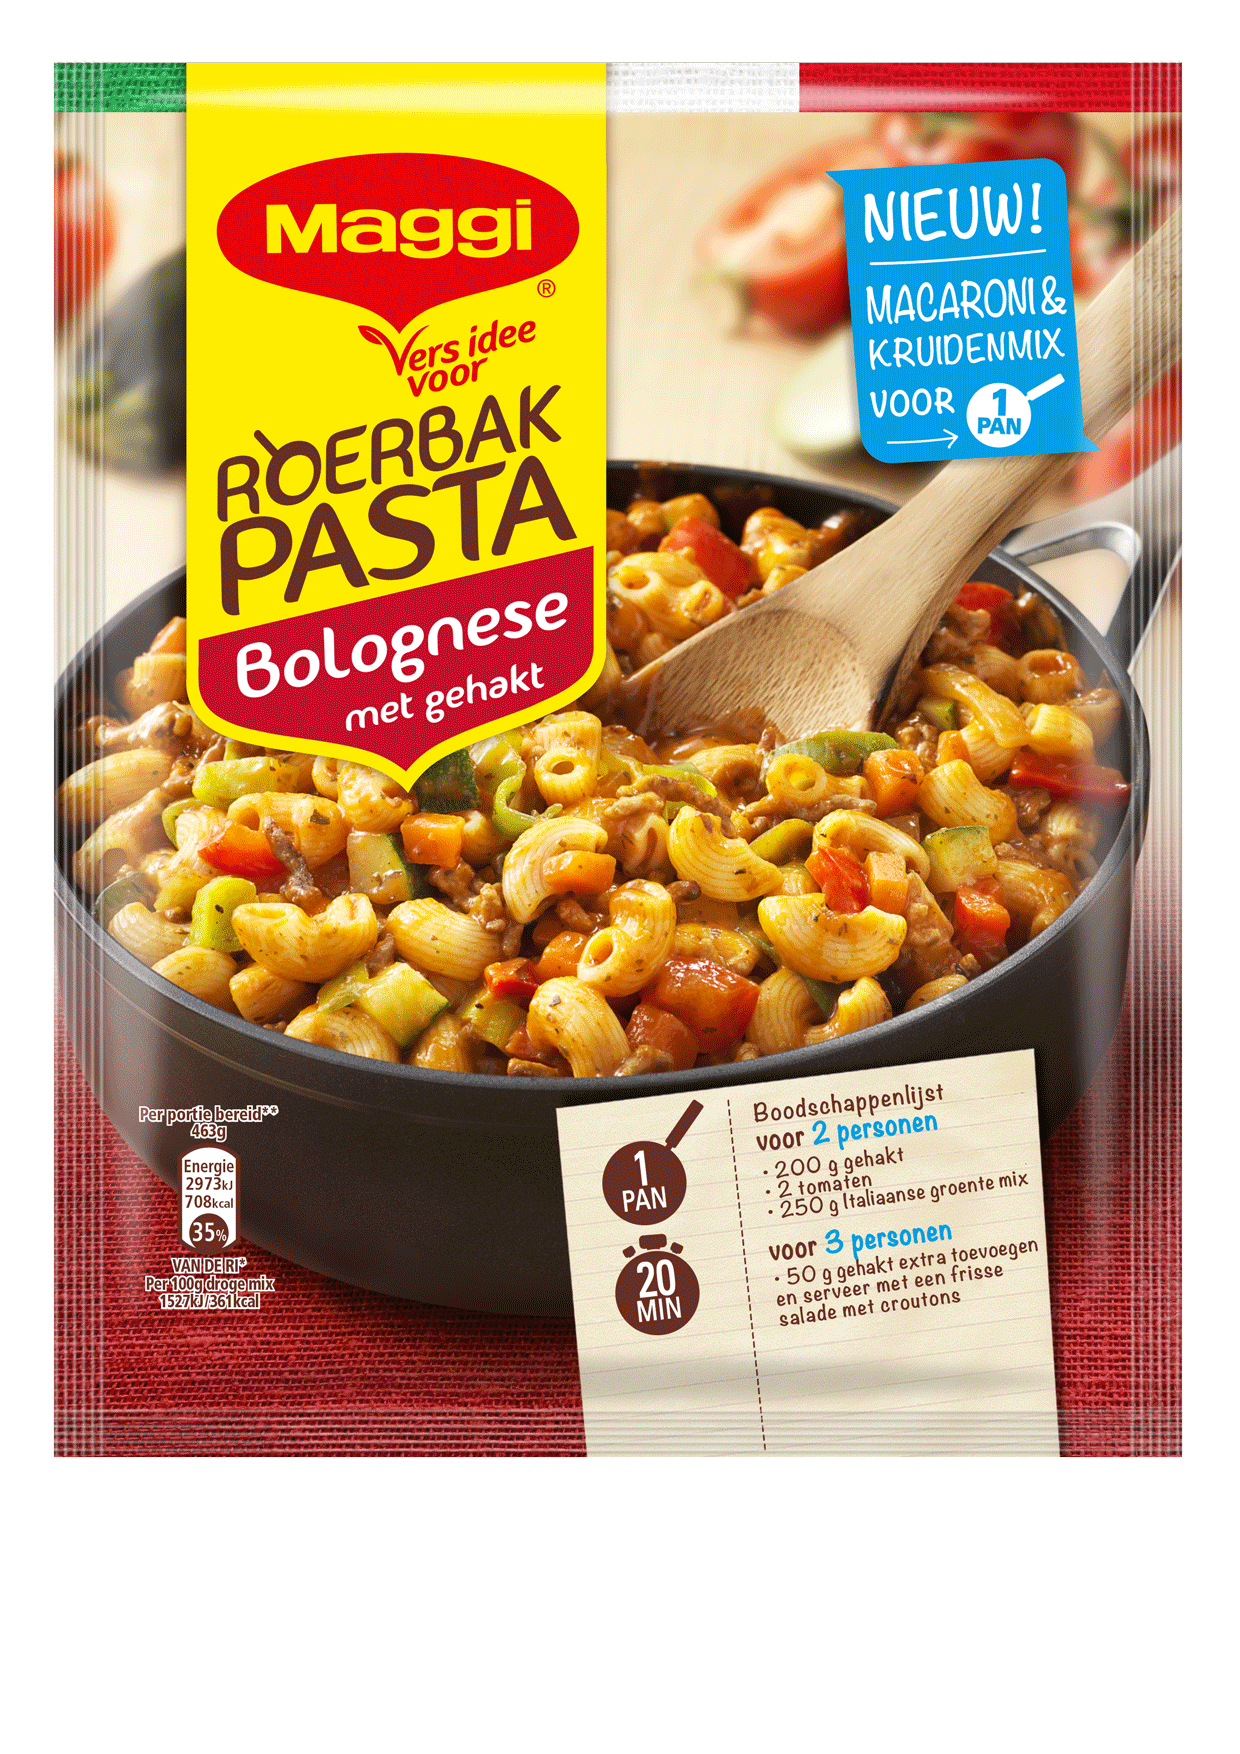 Maggi
®
Vers idee
voor
ROERBAK
PASTA
Bolognese
met gehakt
NIEUW!
MACARONI &
KRUIDENMIX
VOOR
1
PAN
Per portie bereid**
463g
Energie
2973kJ
708kcal
35%
VAN DE RI*
Per 100g droge mix
1527kJ/361kcal
1
PAN
20
MIN
Boodschappenlijst
voor 2 personen
• 200 g gehakt
• 2 tomaten
• 250 g Italiaanse groente mix
voor 3 personen
• 50 g gehakt extra toevoegen
en serveer met een frisse
salade met croutons